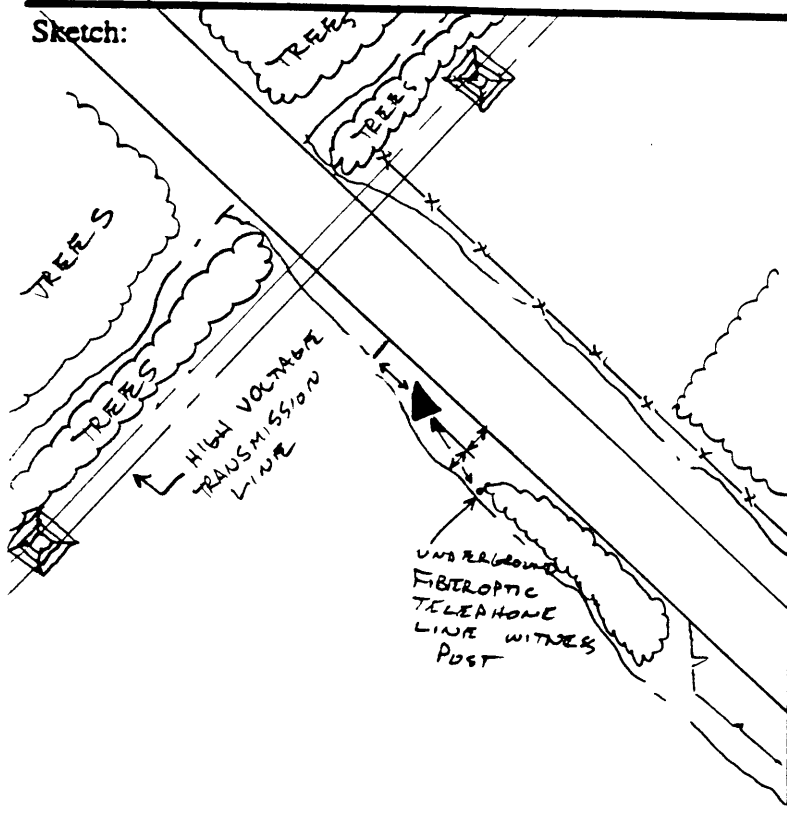 Sketch:
TREES
TREES
TREES
TREES
HIGH VOLTAGE
TRANSMISSION
LINE
UNDERGROUND
FIBEROPTIC
TELEPHONE
LINE WITNESS
POST